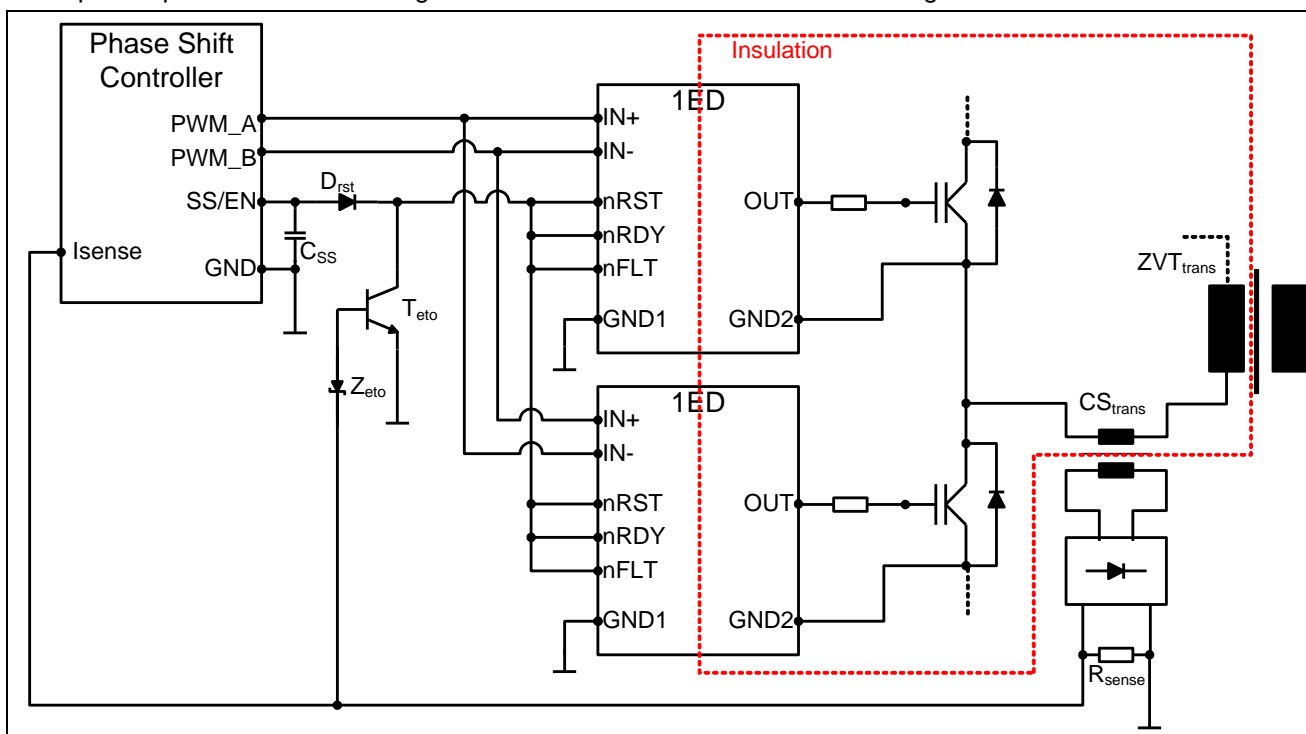 Phase Shift
Controller
PWM_A
PWM_B
SS/EN
Isense
GND
Drst
CSS
Teto
Zeto
Insulation
1ED
IN+
IN-
nRST
nRDY
nFLT
GND1
OUT
GND2
1ED
IN+
IN-
nRST
nRDY
nFLT
GND1
OUT
GND2
ZVTtrans
CStrans
Rsense